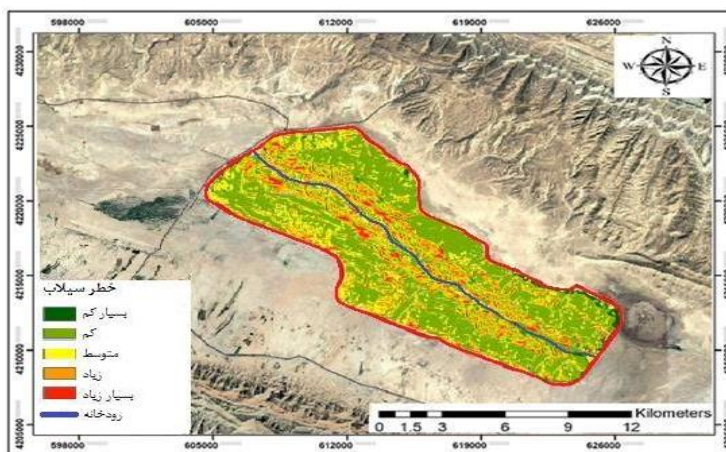 598000 605000 612000 619000 626000
N
W E
S
4230000
4225000
4220000
4215000
4210000
4205000
خطر سیلاب
بسیار کم
کم
متوسط
زیاد
بسیار زیاد
رودخانه
Kilometers
0 1.5 3 6 9 12
598000 605000 612000 619000 626000